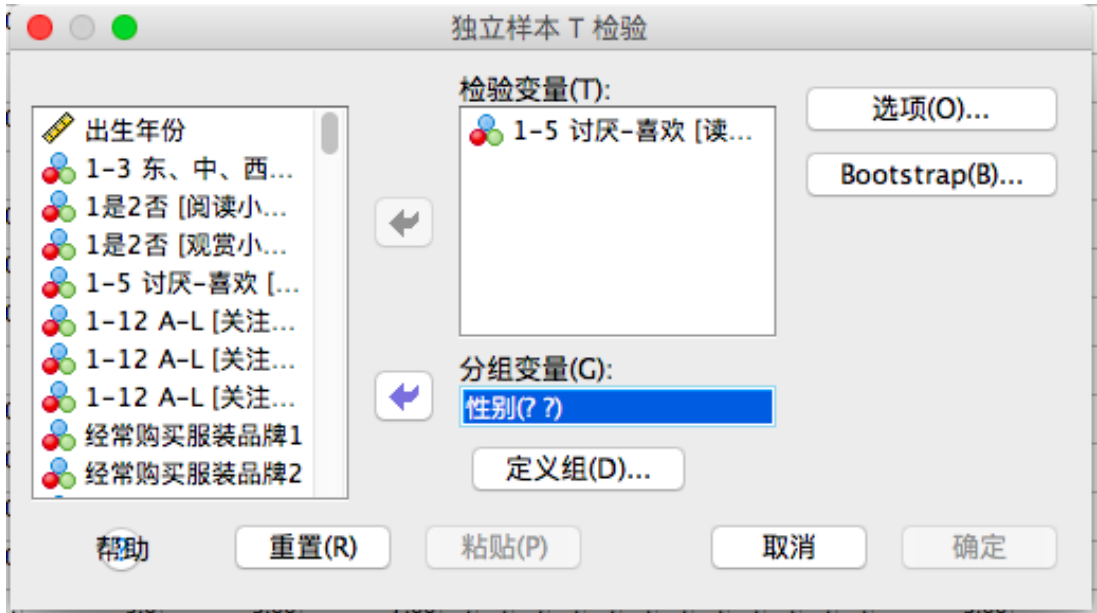 独立样本 T 检验
出生年份
1-3 东、中、西...
1是2否 [阅读小...
1是2否 [观赏小...
1-5 讨厌-喜欢 [...
1-12 A-L [关注...
1-12 A-L [关注...
1-12 A-L [关注...
经常购买服装品牌1
经常购买服装品牌2
检验变量(T):
1-5 讨厌-喜欢 [读...
分组变量(G):
性别(? ?)
定义组(D)...
选项(O)...
Bootstrap(B)...
帮助
重置(R)
粘贴(P)
取消
确定